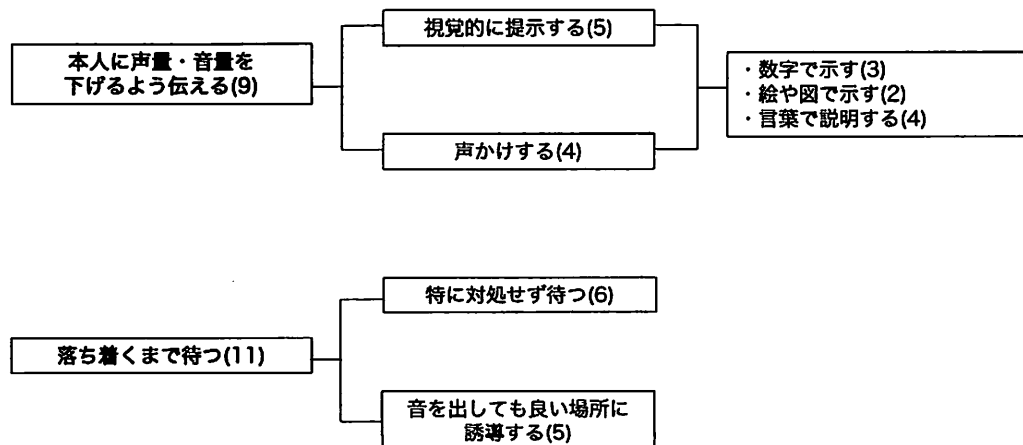 本人に声量・音量を
下げるよう伝える(9)
視覚的に提示する(5)
声かけする(4)
・数字で示す(3)
・絵や図で示す(2)
・言葉で説明する(4)
落ち着くまで待つ(11)
特に対処せず待つ(6)
音を出しても良い場所に
誘導する(5)